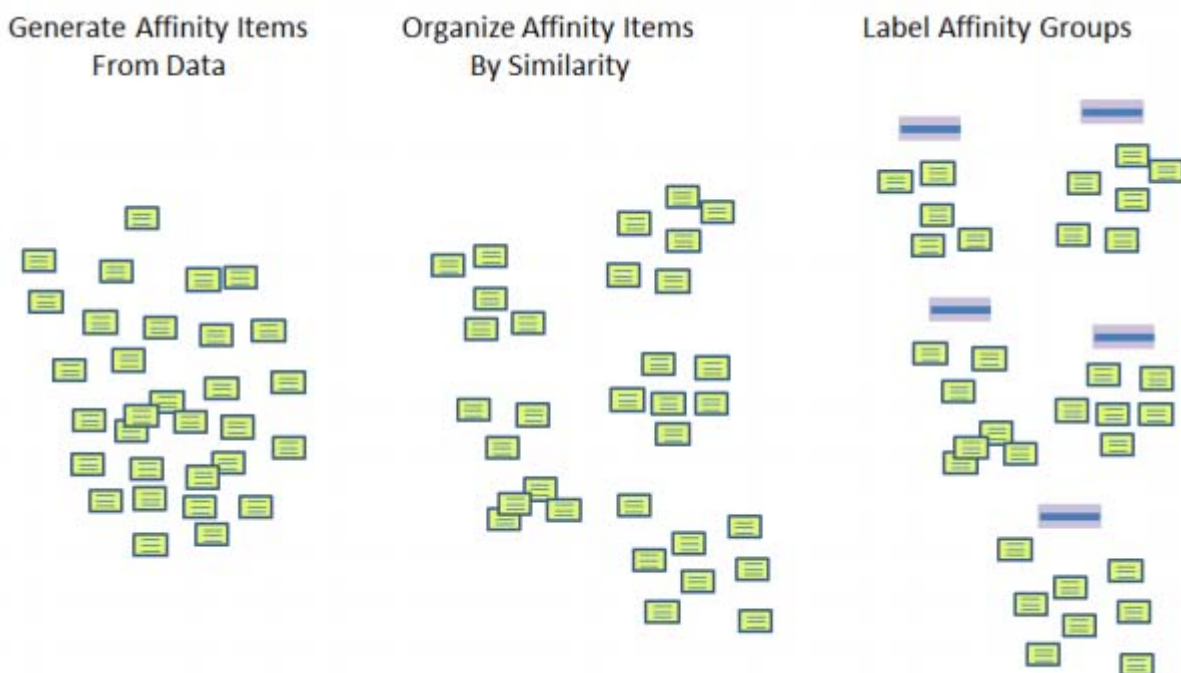 Generate Affinity Items
From Data
Organize Affinity Items
By Similarity
Label Affinity Groups